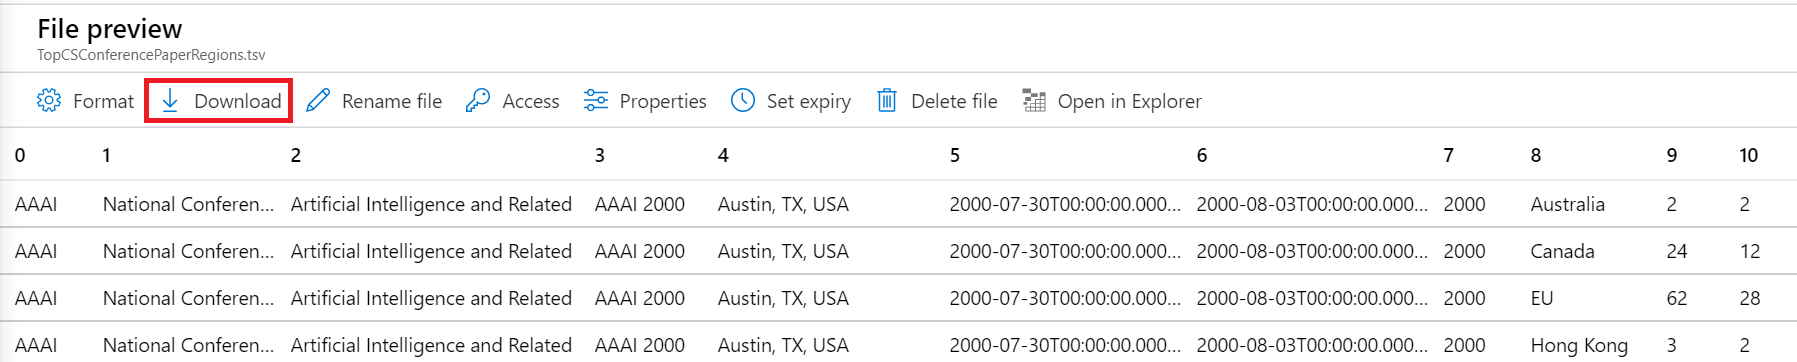 File preview
TopCSConferencePaperRegions.tsv
Format Download Rename file Access Properties Set expiry Delete file Open in Explorer
0 1 2 3 4 5 6 7 8 9 10
AAAI National Conferen... Artificial Intelligence and Related AAAI 2000 Austin, TX, USA 2000-07-30T00:00:00.000... 2000-08-03T00:00:00.000... 2000 Australia 2 2
AAAI National Conferen... Artificial Intelligence and Related AAAI 2000 Austin, TX, USA 2000-07-30T00:00:00.000... 2000-08-03T00:00:00.000... 2000 Canada 24 12
AAAI National Conferen... Artificial Intelligence and Related AAAI 2000 Austin, TX, USA 2000-07-30T00:00:00.000... 2000-08-03T00:00:00.000... 2000 EU 62 28
AAAI National Conferen... Artificial Intelligence and Related AAAI 2000 Austin, TX, USA 2000-07-30T00:00:00.000... 2000-08-03T00:00:00.000... 2000 Hong Kong 3 2